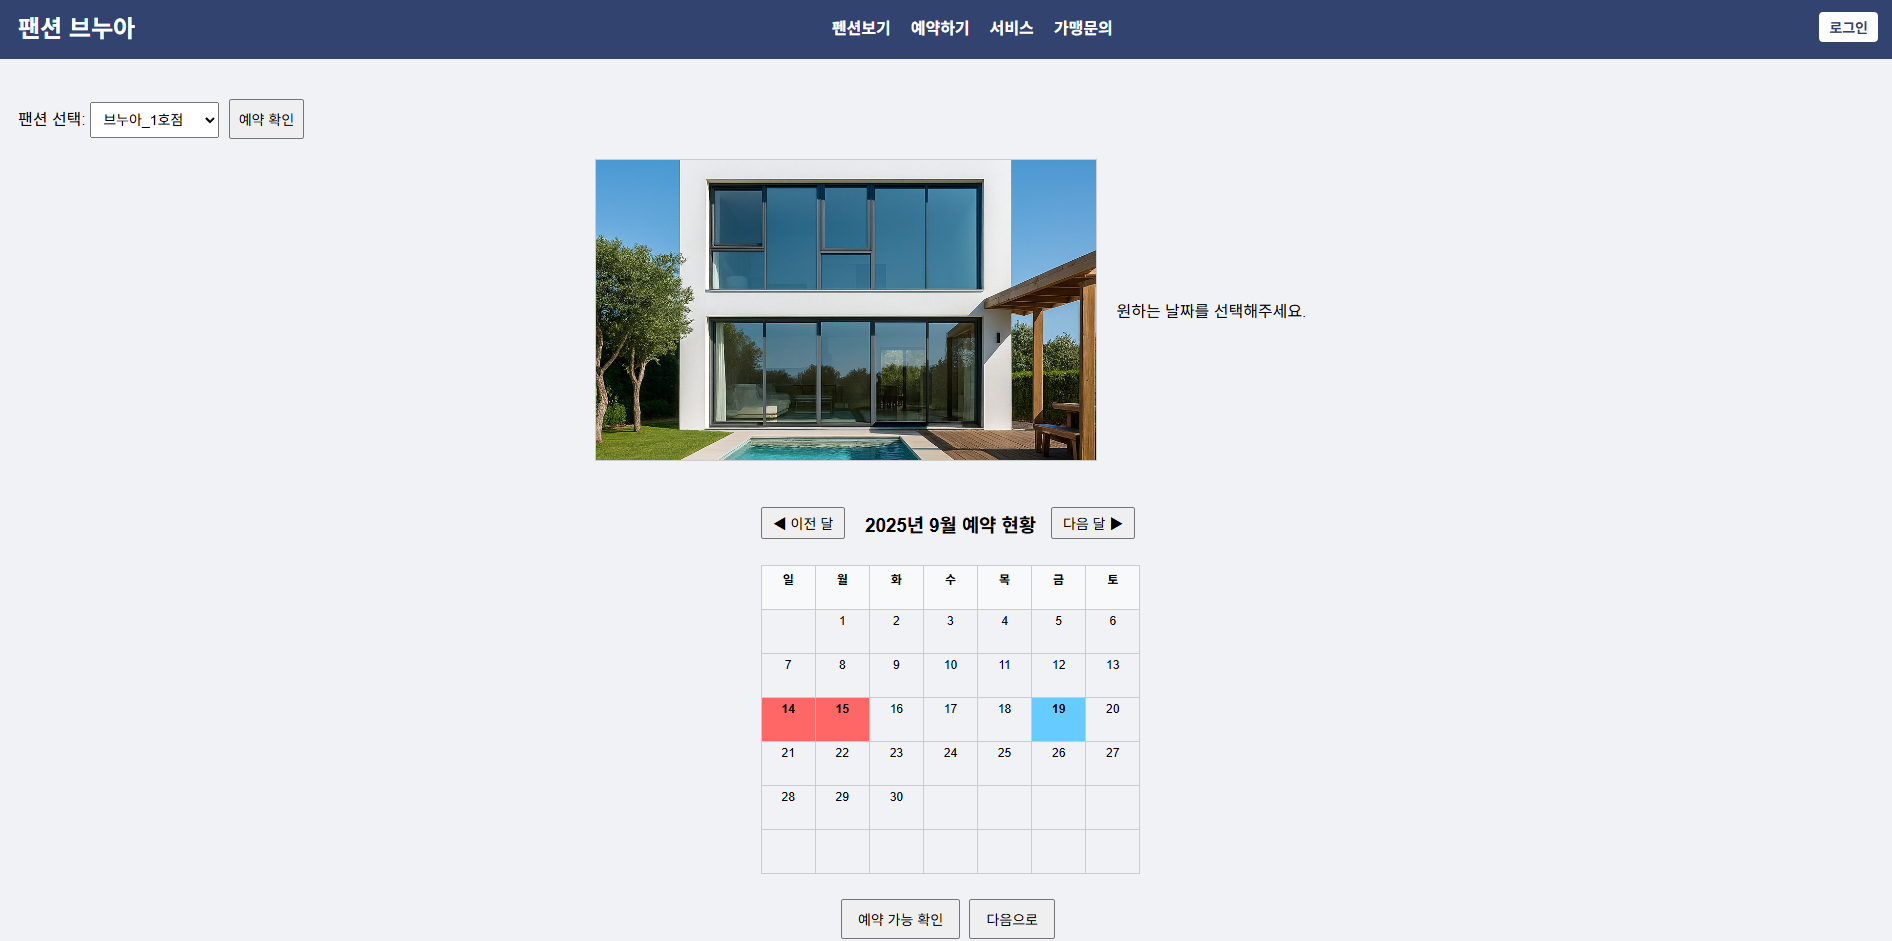 팬션 브누아
펜션보기 예약하기 서비스 가맹문의
로그인
팬션 선택: 브누아_1호점 예약 확인
원하는 날짜를 선택해주세요.
◀ 이전 달 2025년 9월 예약 현황 다음 달 ▶
일 월 화 수 목 금 토
1 2 3 4 5 6
7 8 9 10 11 12 13
14 15 16 17 18 19 20
21 22 23 24 25 26 27
28 29 30
예약 가능 확인 다음으로